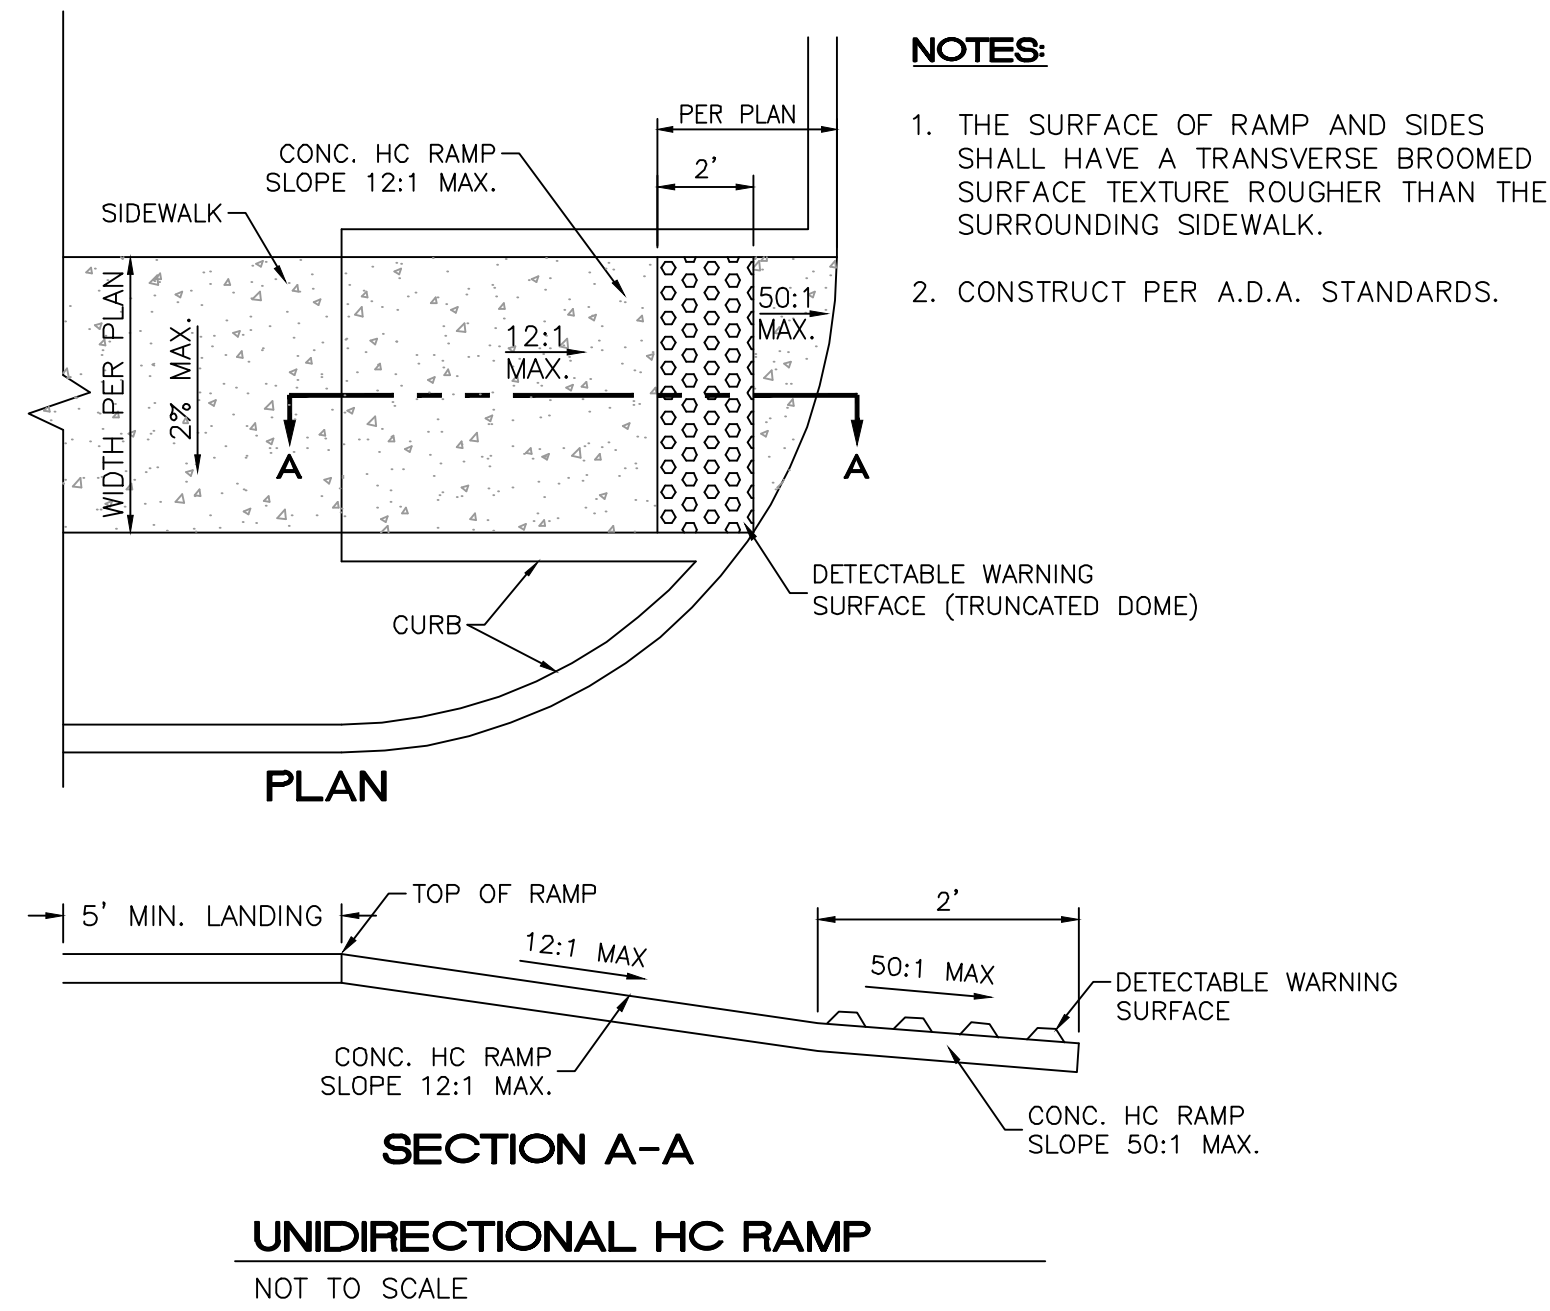 NOTES:
1. THE SURFACE OF RAMP AND SIDES
SHALL HAVE A TRANSVERSE BROOMED
SURFACE TEXTURE ROUGHER THAN THE
SURROUNDING SIDEWALK.
2. CONSTRUCT PER A.D.A. STANDARDS.
PER PLAN
2'
CONC. HC RAMP
SLOPE 12:1 MAX.
SIDEWALK
WIDTH PER PLAN
2% MAX.
12:1
MAX.
50:1
MAX.
A
A
DETECTABLE WARNING
SURFACE (TRUNCATED DOME)
CURB
PLAN
5' MIN. LANDING
TOP OF RAMP
12:1 MAX
2'
50:1 MAX
DETECTABLE WARNING
SURFACE
CONC. HC RAMP
SLOPE 12:1 MAX.
CONC. HC RAMP
SLOPE 50:1 MAX.
SECTION A-A
UNIDIRECTIONAL HC RAMP
NOT TO SCALE